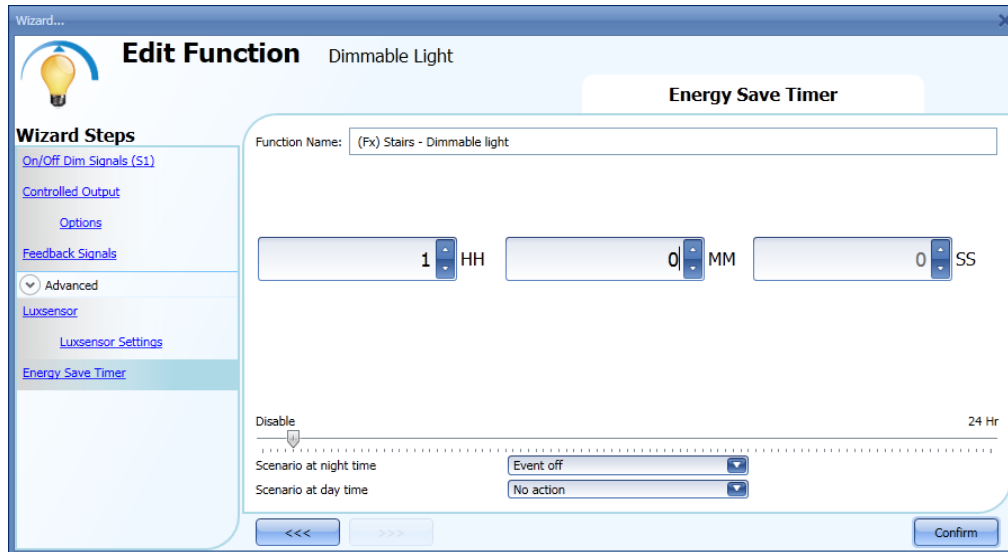 Wizard...
Edit Function Dimmable Light
Energy Save Timer
Wizard Steps
On/Off Dim Signals (S1)
Controlled Output
Options
Feedback Signals
Advanced
Luxsensor
Luxsensor Settings
Energy Save Timer
Function Name: (Fx) Stairs - Dimmable light
1 HH 0 MM 0 SS
Disable 24 Hr
Scenario at night time Event off
Scenario at day time No action
<<< >>> Confirm